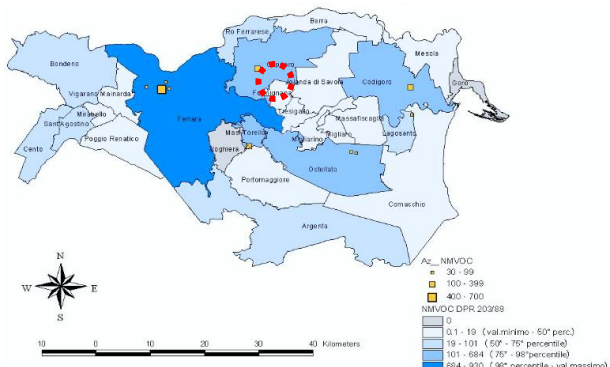 Berra
Ro Ferrarese
Mesola
Bondeno
Copparo
Jolanda di Savoia
Codigoro
Goro
Vigarano Mainarda
Formignana
Tresigallo
Mirabello
Massafiscaglia
Sant'Agostino
Ferrara
Masi Torello
Migliaro
Lagosanto
Cento
Poggio Renatico
Voghiera
Migliarino
Ostellato
Portomaggiore
Comacchio
Argenta
N
W E
S
Az__NMVOC
30 - 99
100 - 399
400 - 700
NMVOC DPR 203/88
0
0.1 - 19 (val.minimo - 50° perc.)
19 - 101 (50° - 75° percentile)
101 - 684 (75° - 98° percentile)
684 - 930 (98° percentile - val massimo)
10 0 10 20 30 40 Kilometers